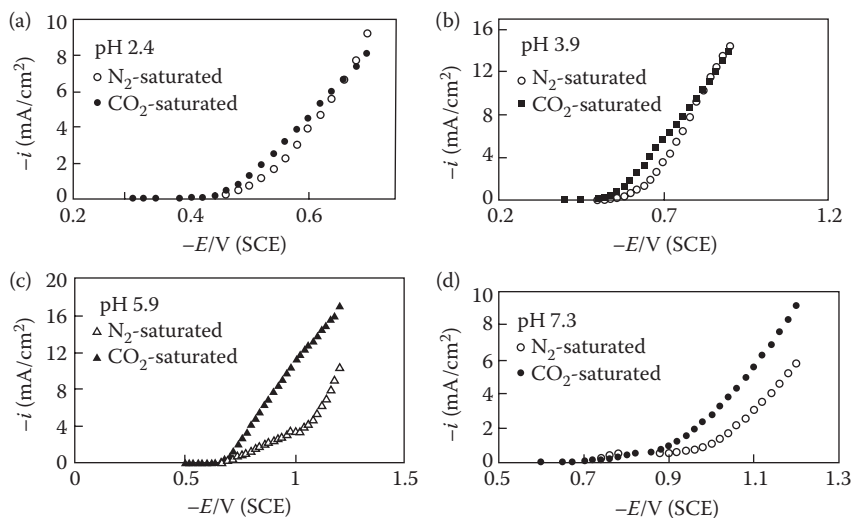 (a)
pH 2.4
N₂-saturated
CO₂-saturated
10
8
6
4
2
0
0.2
0.4
0.6
–i (mA/cm²)
–E/V (SCE)
(b)
pH 3.9
N₂-saturated
CO₂-saturated
16
12
8
4
0
0.2
0.7
1.2
–i (mA/cm²)
–E/V (SCE)
(c)
pH 5.9
N₂-saturated
CO₂-saturated
20
16
12
8
4
0
0
0.5
1
1.5
–i (mA/cm²)
–E/V (SCE)
(d)
pH 7.3
N₂-saturated
CO₂-saturated
10
8
6
4
2
0
0.5
0.7
0.9
1.1
1.3
–i (mA/cm²)
–E/V (SCE)